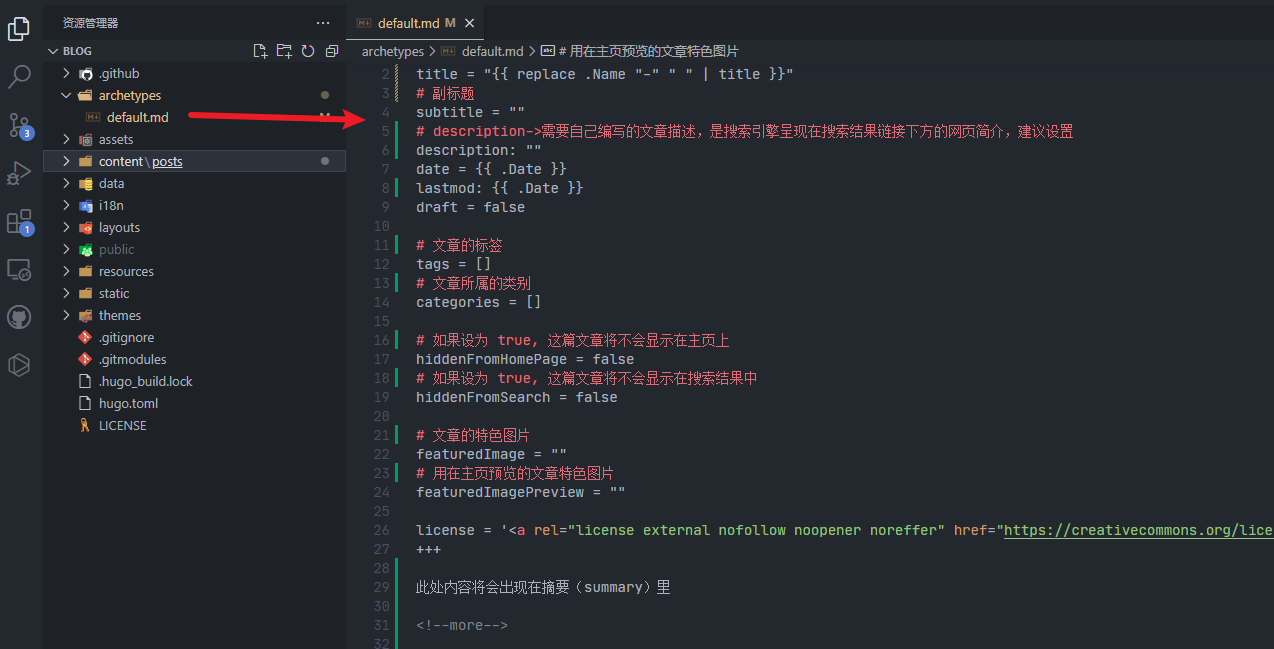 资源管理器
default.md M
BLOG
archetypes > default.md > # 用在主页预览的文章特色图片
.github
archetypes
default.md M
assets
content\posts
data
i18n
layouts
public
resources
static
themes
.gitignore
.gitmodules
.hugo_build.lock
hugo.toml
LICENSE
3
1
2 title = "{{ replace .Name "-" " " | title }}"
3 # 副标题
4 subtitle = ""
5 # description->需要自己编写的文章描述，是搜索引擎呈现在搜索结果链接下方的网页简介，建议设置
6 description: ""
7 date = {{ .Date }}
8 lastmod: {{ .Date }}
9 draft = false
10
11 # 文章的标签
12 tags = []
13 # 文章所属的类别
14 categories = []
15
16 # 如果设为 true, 这篇文章将不会显示在主页上
17 hiddenFromHomePage = false
18 # 如果设为 true, 这篇文章将不会显示在搜索结果中
19 hiddenFromSearch = false
20
21 # 文章的特色图片
22 featuredImage = ""
23 # 用在主页预览的文章特色图片
24 featuredImagePreview = ""
25
26 license = '<a rel="license external nofollow noopener noreffer" href="https://creativecommons.org/lice
27 +++
28
29 此处内容将会出现在摘要（summary）里
30
31 <!--more-->
32